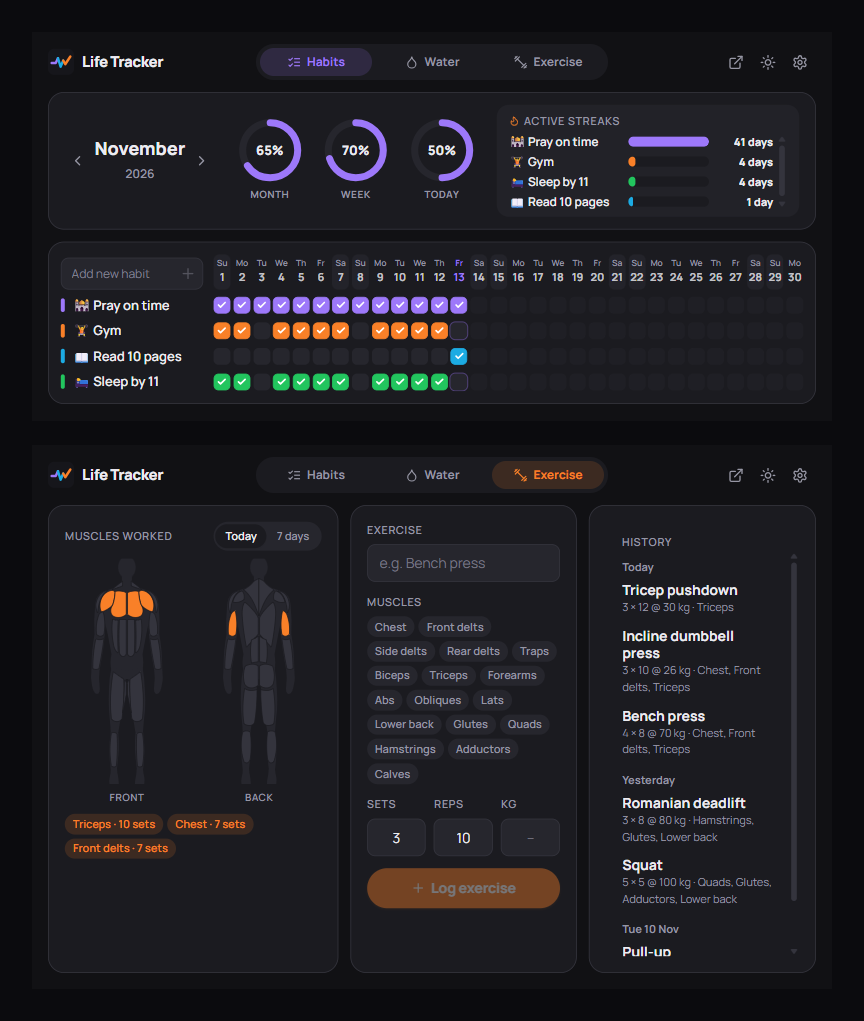 Life Tracker
Habits
Water
Exercise
November
2026
65%
MONTH
70%
WEEK
50%
TODAY
ACTIVE STREAKS
Pray on time 41 days
Gym 4 days
Sleep by 11 4 days
Read 10 pages 1 day
Add new habit
Su Mo Tu We Th Fr Sa Su Mo Tu We Th Fr Sa Su Mo Tu We Th Fr Sa Su Mo Tu We Th Fr Sa Su Mo
1 2 3 4 5 6 7 8 9 10 11 12 13 14 15 16 17 18 19 20 21 22 23 24 25 26 27 28 29 30
Pray on time
Gym
Read 10 pages
Sleep by 11
Life Tracker
Habits
Water
Exercise
MUSCLES WORKED
Today
7 days
FRONT
BACK
Triceps · 10 sets
Chest · 7 sets
Front delts · 7 sets
EXERCISE
e.g. Bench press
MUSCLES
Chest
Front delts
Side delts
Rear delts
Traps
Biceps
Triceps
Forearms
Abs
Obliques
Lats
Lower back
Glutes
Quads
Hamstrings
Adductors
Calves
SETS
REPS
KG
3
10
–
+ Log exercise
HISTORY
Today
Tricep pushdown
3 × 12 @ 30 kg · Triceps
Incline dumbbell
press
3 × 10 @ 26 kg · Chest, Front
delts, Triceps
Bench press
4 × 8 @ 70 kg · Chest, Front
delts, Triceps
Yesterday
Romanian deadlift
3 × 8 @ 80 kg · Hamstrings,
Glutes, Lower back
Squat
5 × 5 @ 100 kg · Quads, Glutes,
Adductors, Lower back
Tue 10 Nov
Pull-up